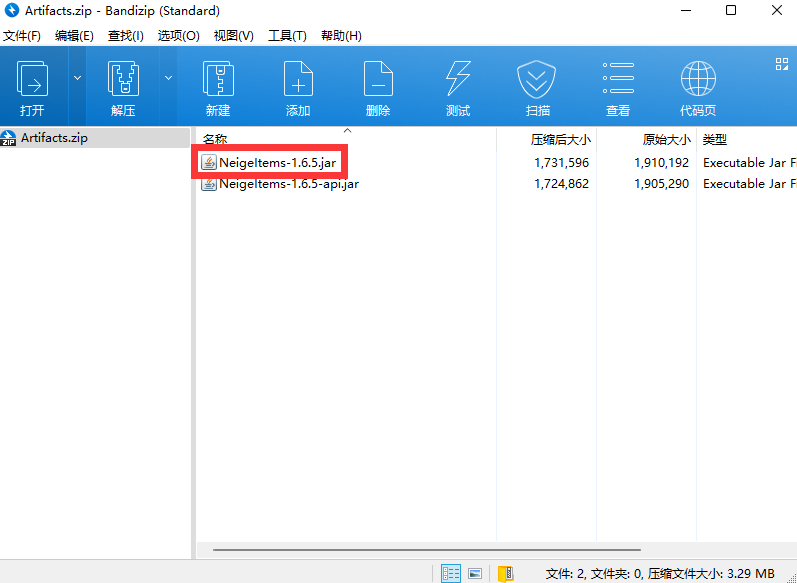 Artifacts.zip - Bandizip (Standard)
文件(F) 编辑(E) 查找(I) 选项(O) 视图(V) 工具(T) 帮助(H)
打开 解压 新建 添加 删除 测试 扫描 查看 代码页
Artifacts.zip
名称 压缩后大小 原始大小 类型
NeigeItems-1.6.5.jar 1,731,596 1,910,192 Executable Jar F
NeigeItems-1.6.5-api.jar 1,724,862 1,905,290 Executable Jar F
文件: 2, 文件夹: 0, 压缩文件大小: 3.29 MB